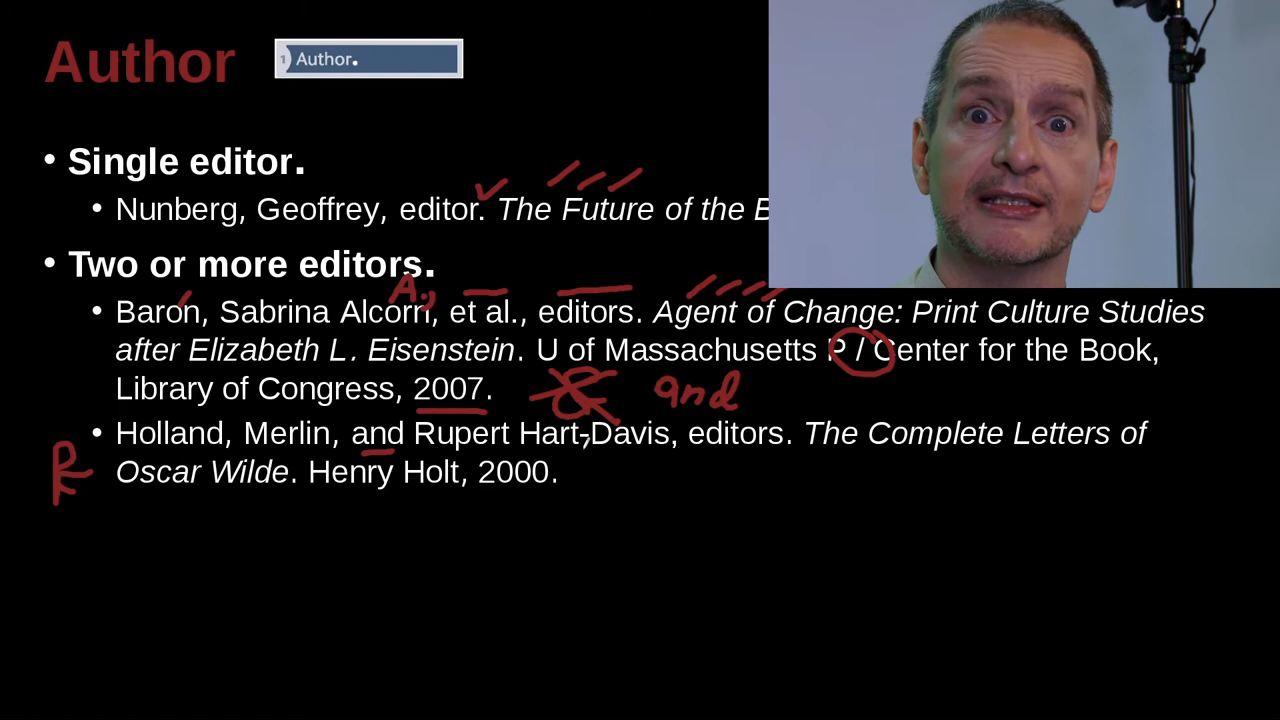 Author
1 Author.
• Single editor.
• Nunberg, Geoffrey, editor. The Future of the B
• Two or more editors.
A.,
• Baron, Sabrina Alcorn, et al., editors. Agent of Change: Print Culture Studies
after Elizabeth L. Eisenstein. U of Massachusetts P / Center for the Book,
Library of Congress, 2007.
& and
• Holland, Merlin, and Rupert Hart-Davis, editors. The Complete Letters of
Oscar Wilde. Henry Holt, 2000.